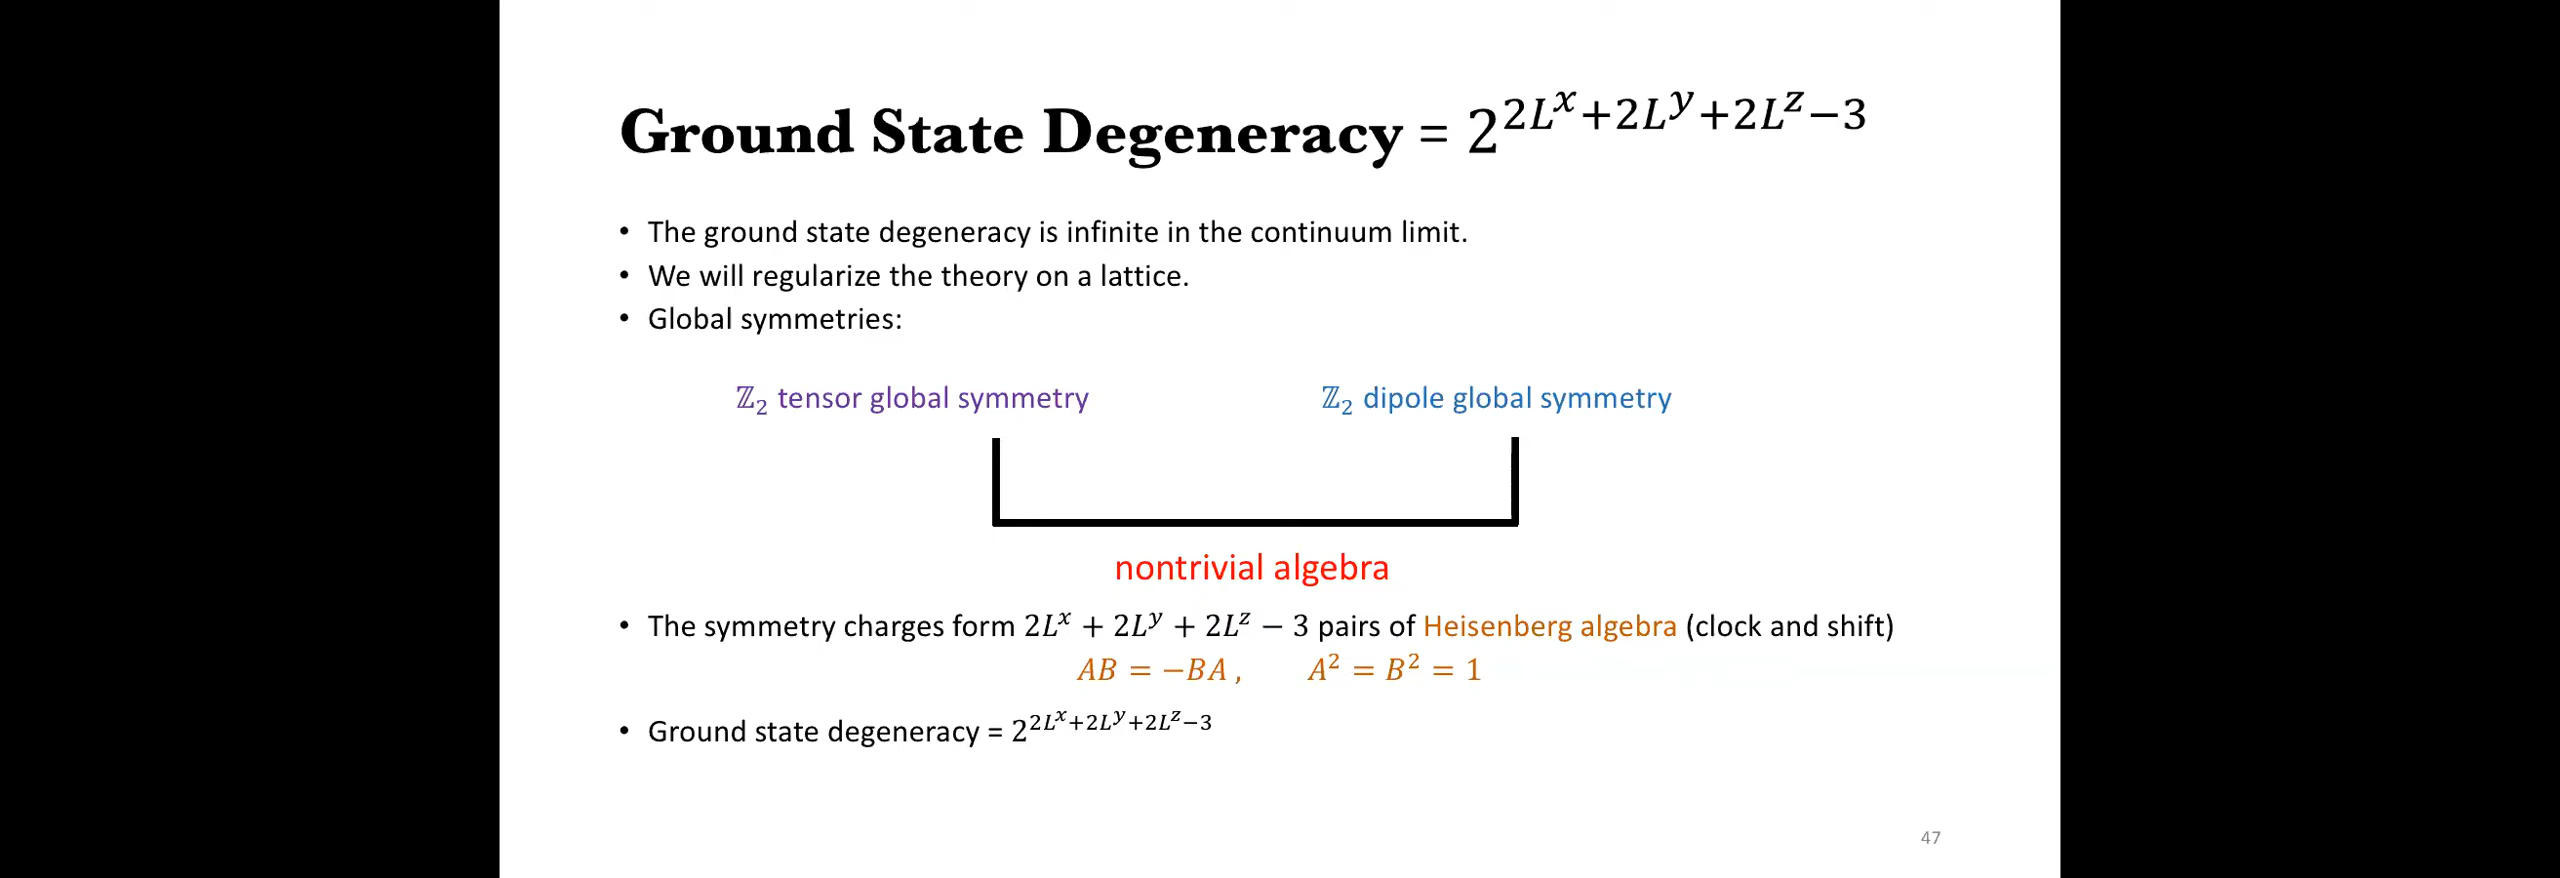 Ground State Degeneracy = 2^{2L^x+2L^y+2L^z−3}
• The ground state degeneracy is infinite in the continuum limit.
• We will regularize the theory on a lattice.
• Global symmetries:
ℤ₂ tensor global symmetry ℤ₂ dipole global symmetry
nontrivial algebra
• The symmetry charges form 2L^x + 2L^y + 2L^z − 3 pairs of Heisenberg algebra (clock and shift)
AB = −BA , A² = B² = 1
• Ground state degeneracy = 2^{2L^x+2L^y+2L^z−3}
47